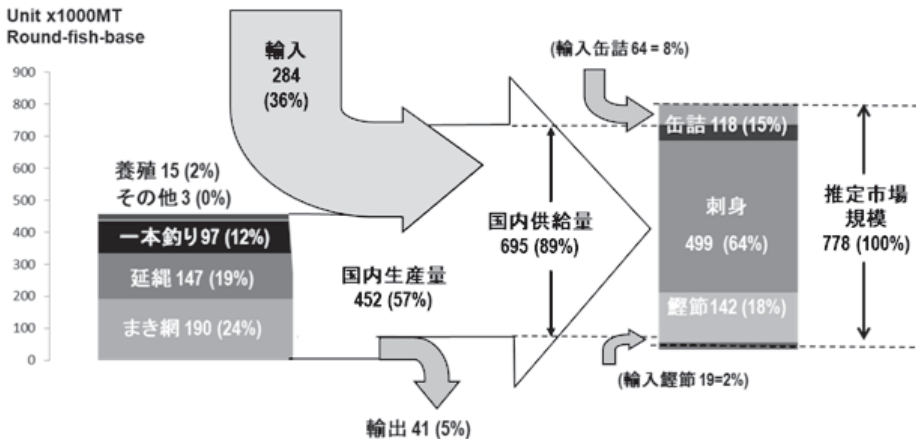 Unit x1000MT
Round-fish-base
900
800
700
600
500
400
300
200
100
0
養殖 15 (2%)
その他 3 (0%)
一本釣り 97 (12%)
延縄 147 (19%)
まき網 190 (24%)
輸入
284
(36%)
国内生産量
452 (57%)
輸出 41 (5%)
国内供給量
695 (89%)
(輸入缶詰 64 = 8%)
缶詰 118 (15%)
刺身
499 (64%)
鰹節 142 (18%)
(輸入鰹節 19=2%)
推定市場
規模
778 (100%)